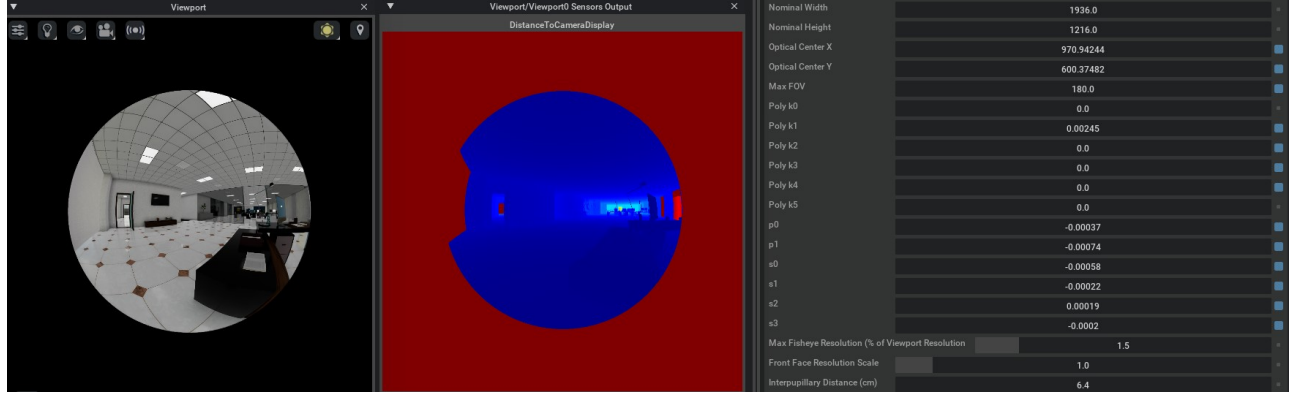 Viewport
Viewport/Viewport0 Sensors Output
DistanceToCameraDisplay
Nominal Width 1936.0
Nominal Height 1216.0
Optical Center X 970.94244
Optical Center Y 600.37482
Max FOV 180.0
Poly k0 0.0
Poly k1 0.00245
Poly k2 0.0
Poly k3 0.0
Poly k4 0.0
Poly k5 0.0
p0 -0.00037
p1 -0.00074
s0 -0.00058
s1 -0.00022
s2 0.00019
s3 -0.0002
Max Fisheye Resolution (% of Viewport Resolution 1.5
Front Face Resolution Scale 1.0
Interpupillary Distance (cm) 6.4